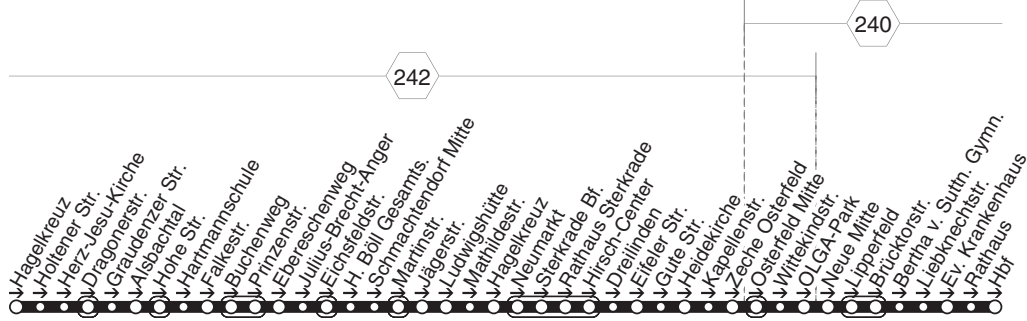 240
242
Hagelkreuz
Holtener Str.
Herz-Jesu-Kirche
Dragonerstr.
Graudenzer Str.
Alsbachtal
Hohe Str.
Hartmannschule
Falkestr.
Buchenweg
Prinzenstr.
Ebereschenweg
Julius-Brecht-Anger
Eichsfeldstr.
H. Böll Gesamts.
Schmachtendorf Mitte
Martinstr.
Jägerstr.
Ludwigshütte
Mathildestr.
Hagelkreuz
Neumarkt
Sterkrade Bf.
Rathaus Sterkrade
Hirsch-Center
Dreilinden
Eifeler Str.
Gute Str.
Heidekirche
Kapellenstr.
Zeche Osterfeld
Osterfeld Mitte
Wittekindstr.
OLGA-Park
Neue Mitte
Lipperfeld
Brücktorstr.
Bertha v. Suttn. Gymn.
Liebknechtstr.
Ev. Krankenhaus
Rathaus
Hbf